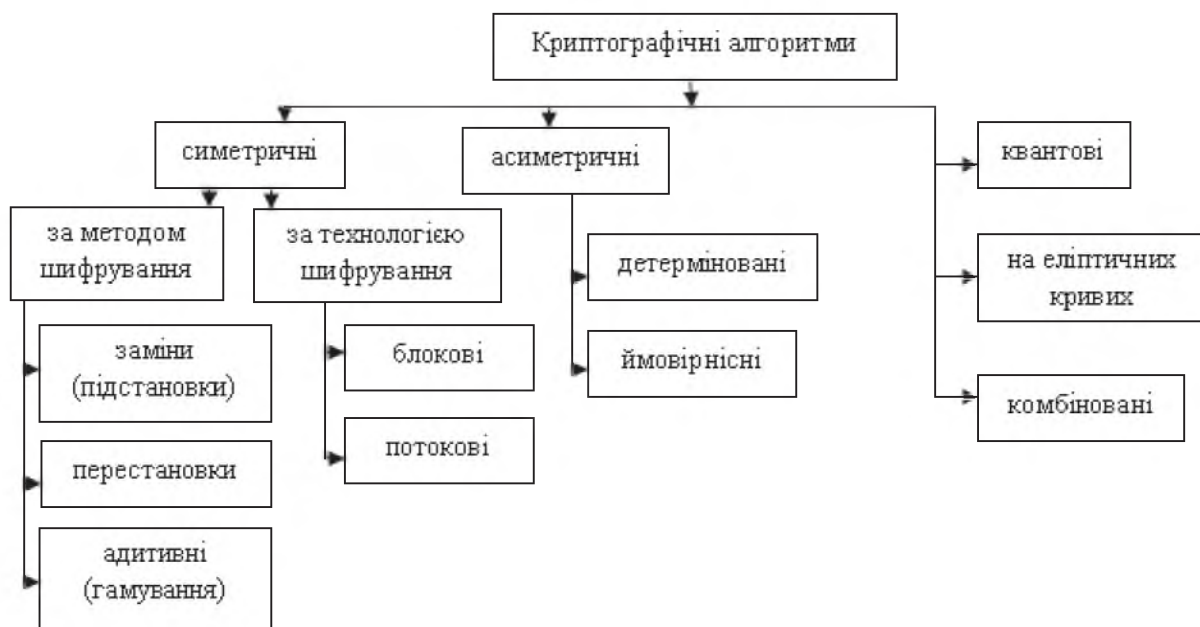 Криптографічні алгоритми
симетричні
асиметричні
квантові
за методом
шифрування
за технологією
шифрування
детерміновані
на еліптичних
кривих
заміни
(підстановки)
блокові
ймовірнісні
комбіновані
перестановки
потокові
адитивні
(гамування)